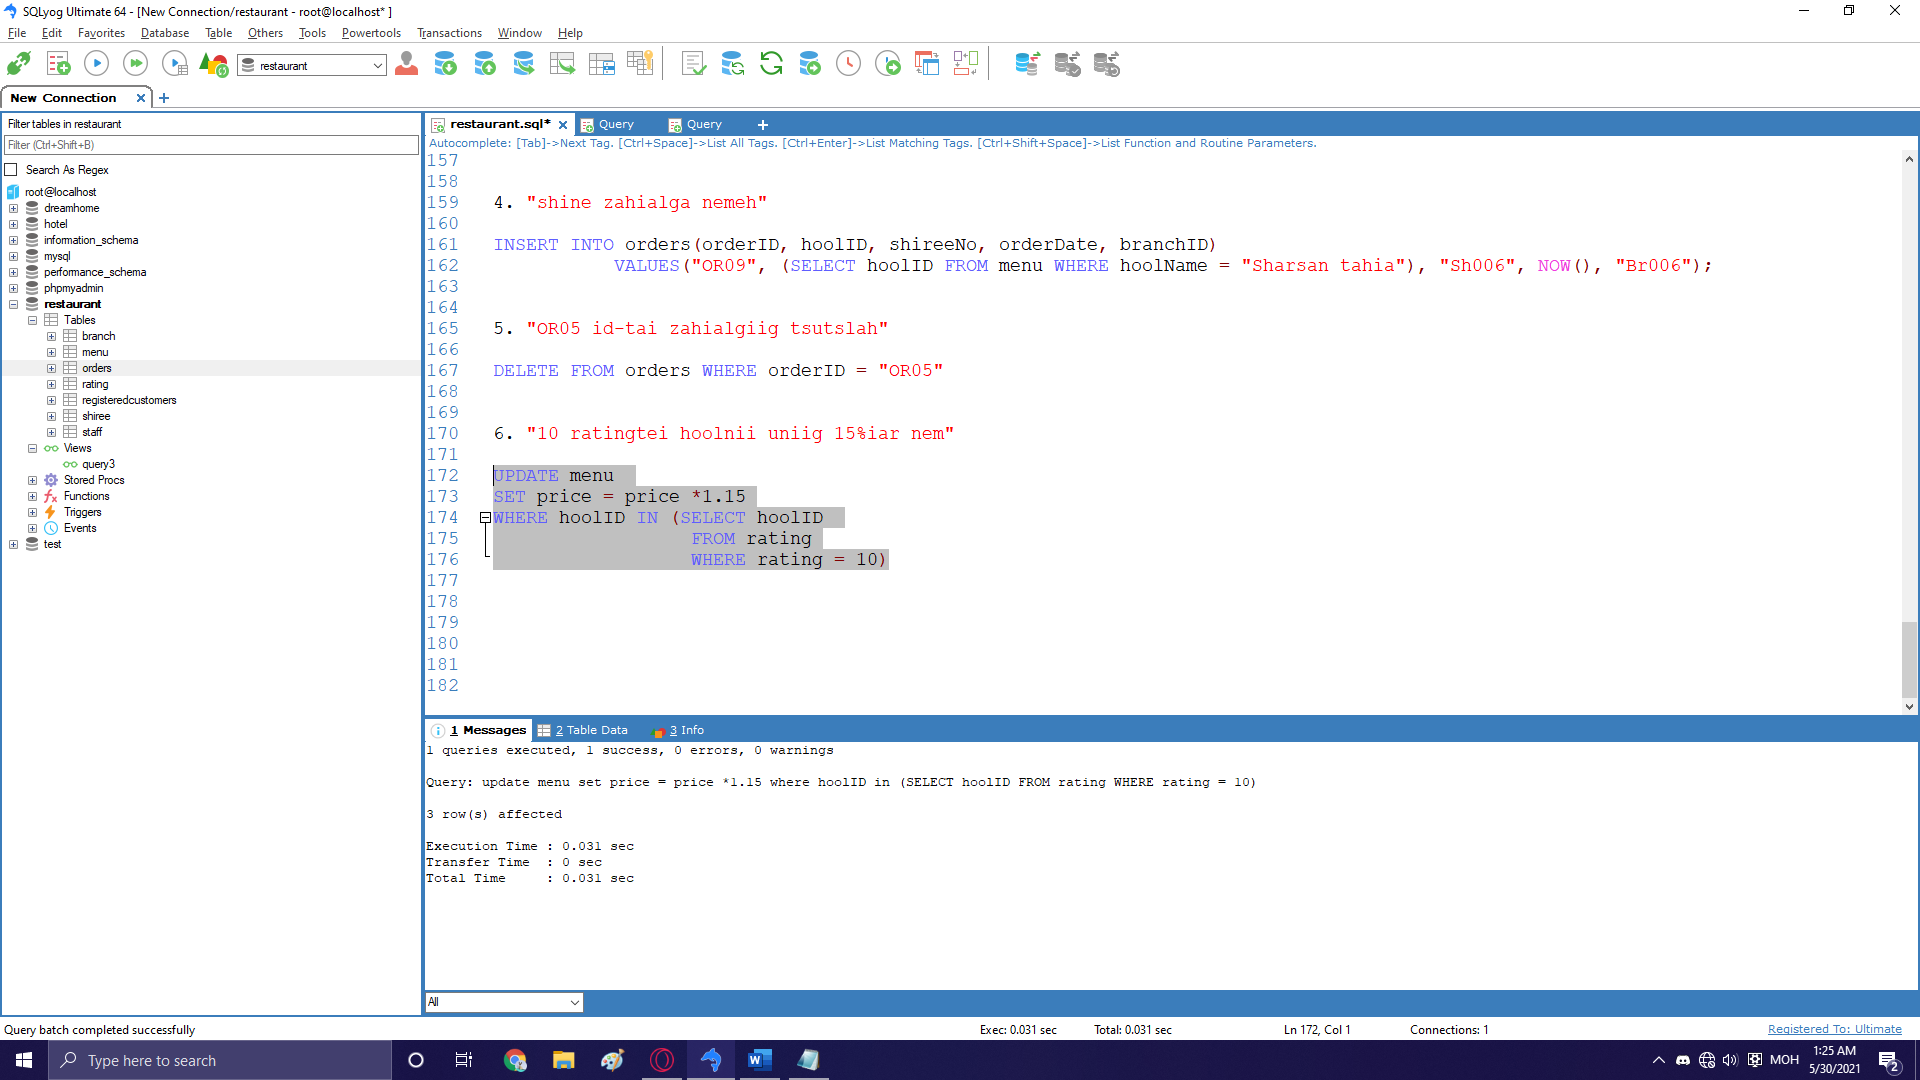 SQLyog Ultimate 64 - [New Connection/restaurant - root@localhost* ]
File Edit Favorites Database Table Others Tools Powertools Transactions Window Help
restaurant
New Connection
Filter tables in restaurant
Filter (Ctrl+Shift+B)
Search As Regex
root@localhost
dreamhome
hotel
information_schema
mysql
performance_schema
phpmyadmin
restaurant
Tables
branch
menu
orders
rating
registeredcustomers
shiree
staff
Views
query3
Stored Procs
Functions
Triggers
Events
test
restaurant.sql* Query Query
Autocomplete: [Tab]->Next Tag. [Ctrl+Space]->List All Tags. [Ctrl+Enter]->List Matching Tags. [Ctrl+Shift+Space]->List Function and Routine Parameters.
157
158
159 4. "shine zahialga nemeh"
160
161 INSERT INTO orders(orderID, hoolID, shireeNo, orderDate, branchID)
162 VALUES("OR09", (SELECT hoolID FROM menu WHERE hoolName = "Sharsan tahia"), "Sh006", NOW(), "Br006");
163
164
165 5. "OR05 id-tai zahialgiig tsutslah"
166
167 DELETE FROM orders WHERE orderID = "OR05"
168
169
170 6. "10 ratingtei hoolnii uniig 15%iar nem"
171
172 UPDATE menu
173 SET price = price *1.15
174 WHERE hoolID IN (SELECT hoolID
175 FROM rating
176 WHERE rating = 10)
177
178
179
180
181
182
1 Messages 2 Table Data 3 Info
1 queries executed, 1 success, 0 errors, 0 warnings
Query: update menu set price = price *1.15 where hoolID in (SELECT hoolID FROM rating WHERE rating = 10)
3 row(s) affected
Execution Time : 0.031 sec
Transfer Time : 0 sec
Total Time : 0.031 sec
All
Query batch completed successfully
Exec: 0.031 sec Total: 0.031 sec Ln 172, Col 1 Connections: 1 Registered To: Ultimate
Type here to search
МОН
1:25 AM
5/30/2021
2